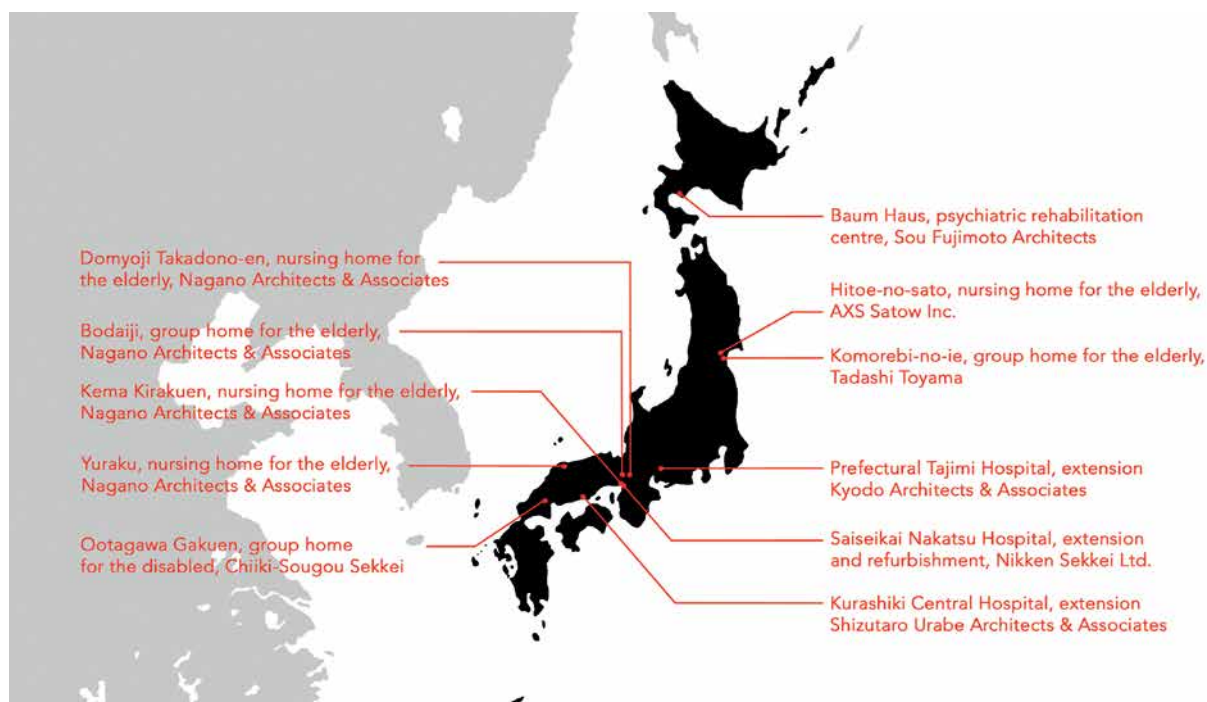 Baum Haus, psychiatric rehabilitation
centre, Sou Fujimoto Architects
Domyoji Takadono-en, nursing home for
the elderly, Nagano Architects & Associates
Hitoe-no-sato, nursing home for the elderly,
AXS Satow Inc.
Bodaiji, group home for the elderly,
Nagano Architects & Associates
Komorebi-no-ie, group home for the elderly,
Tadashi Toyama
Kema Kirakuen, nursing home for the elderly,
Nagano Architects & Associates
Yuraku, nursing home for the elderly,
Nagano Architects & Associates
Prefectural Tajimi Hospital, extension
Kyodo Architects & Associates
Ootagawa Gakuen, group home
for the disabled, Chiiki-Sougou Sekkei
Saiseikai Nakatsu Hospital, extension
and refurbishment, Nikken Sekkei Ltd.
Kurashiki Central Hospital, extension
Shizutaro Urabe Architects & Associates